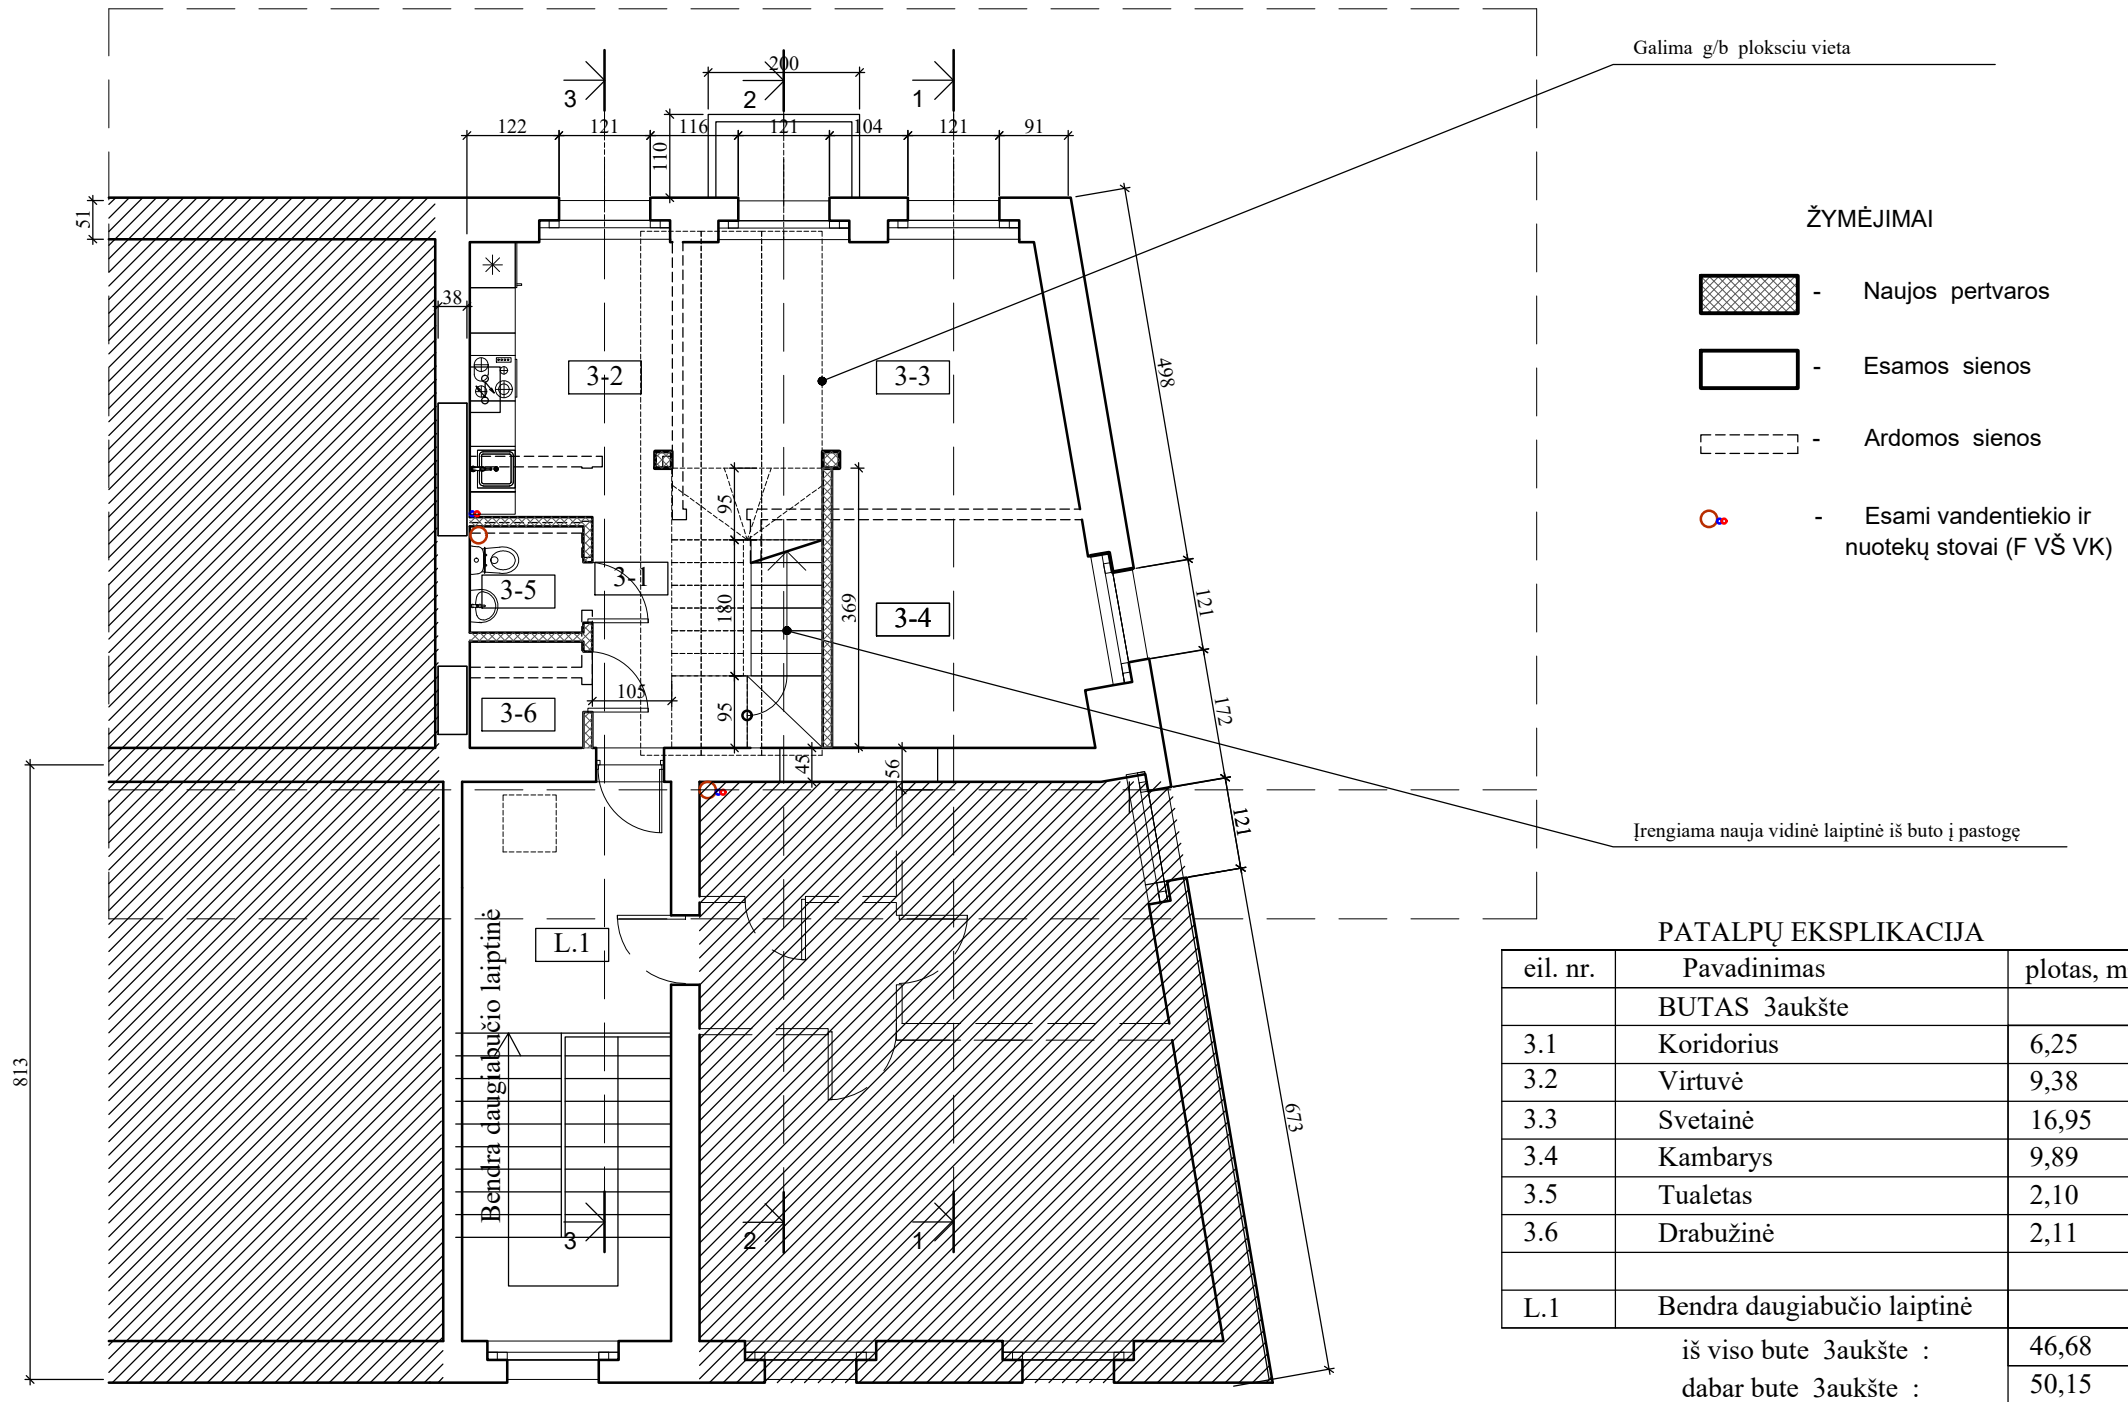 Galima g/b ploksciu vieta
200
3
2
1
122
121
116
121
104
121
91
110
51
ŽYMĖJIMAI
- Naujos pertvaros
38
3-2
3-3
498
- Esamos sienos
- Ardomos sienos
95
- Esami vandentiekio ir
nuotekų stovai (F VŠ VK)
3-5
3-1
180
369
3-4
121
3-6
105
95
172
45
56
121
Įrengiama nauja vidinė laiptinė iš buto į pastogę
L.1
Bendra daugiabučio laiptinė
813
673
3
2
1
PATALPŲ EKSPLIKACIJA
eil. nr. Pavadinimas plotas, m
BUTAS 3aukšte
3.1 Koridorius 6,25
3.2 Virtuvė 9,38
3.3 Svetainė 16,95
3.4 Kambarys 9,89
3.5 Tualetas 2,10
3.6 Drabužinė 2,11
L.1 Bendra daugiabučio laiptinė
iš viso bute 3aukšte : 46,68
dabar bute 3aukšte : 50,15